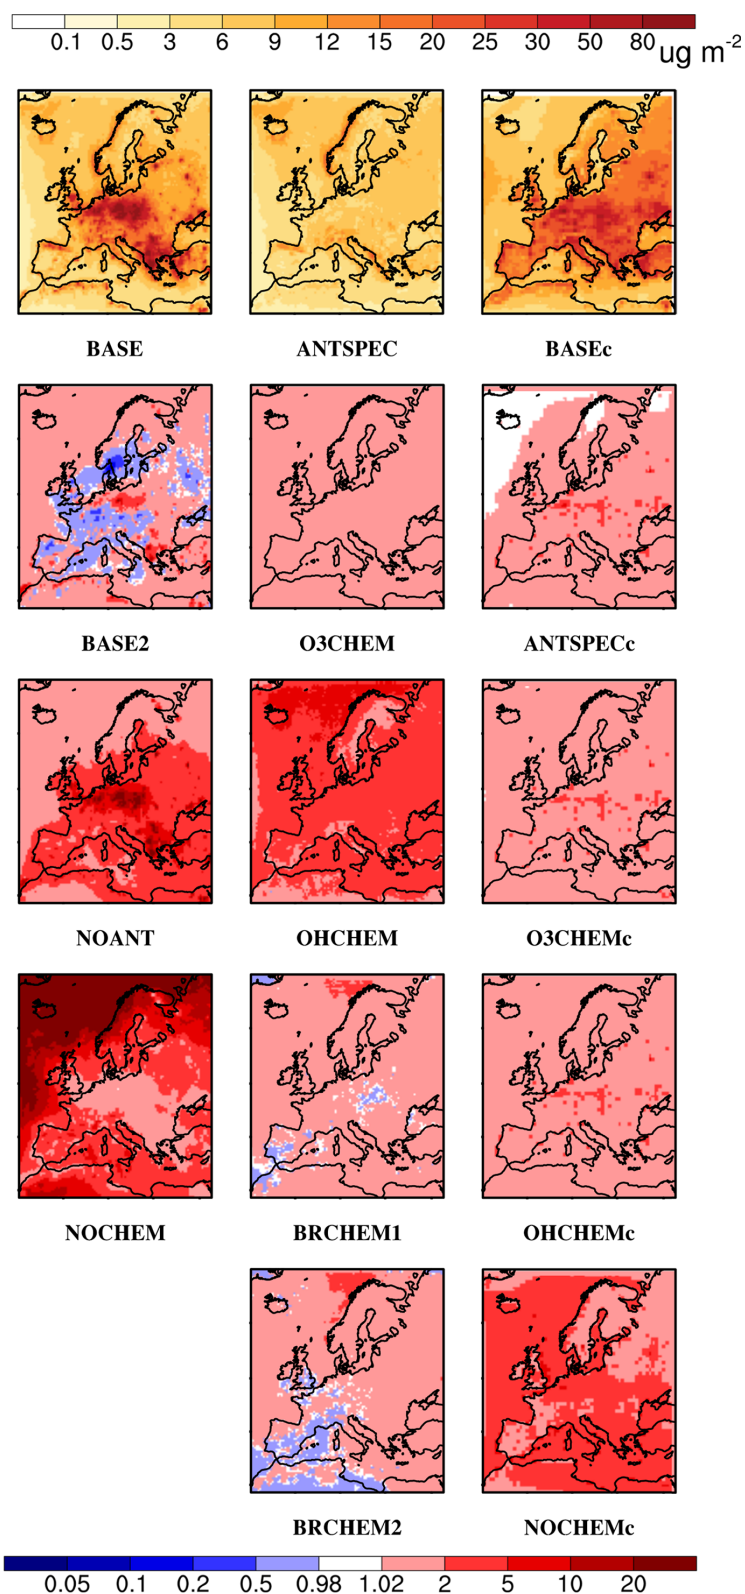 0.1 0.5 3 6 9 12 15 20 25 30 50 80 ug m-2
BASE ANTSPEC BASEc
BASE2 O3CHEM ANTSPECc
NOANT OHCHEM O3CHEMc
NOCHEM BRCHEM1 OHCHEMc
BRCHEM2 NOCHEMc
0.05 0.1 0.2 0.5 0.98 1.02 2 5 10 20